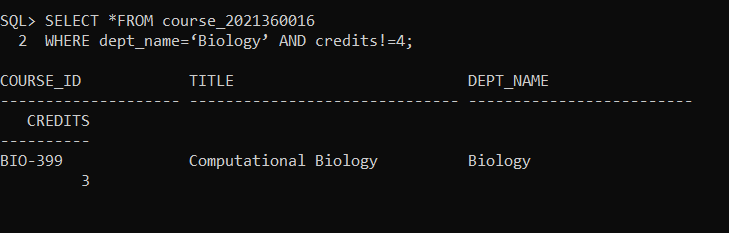 SQL> SELECT *FROM course_2021360016
2 WHERE dept_name=‘Biology’ AND credits!=4;
COURSE_ID TITLE DEPT_NAME
-------------------- ------------------------------ -------------------------
CREDITS
----------
BIO-399 Computational Biology Biology
3